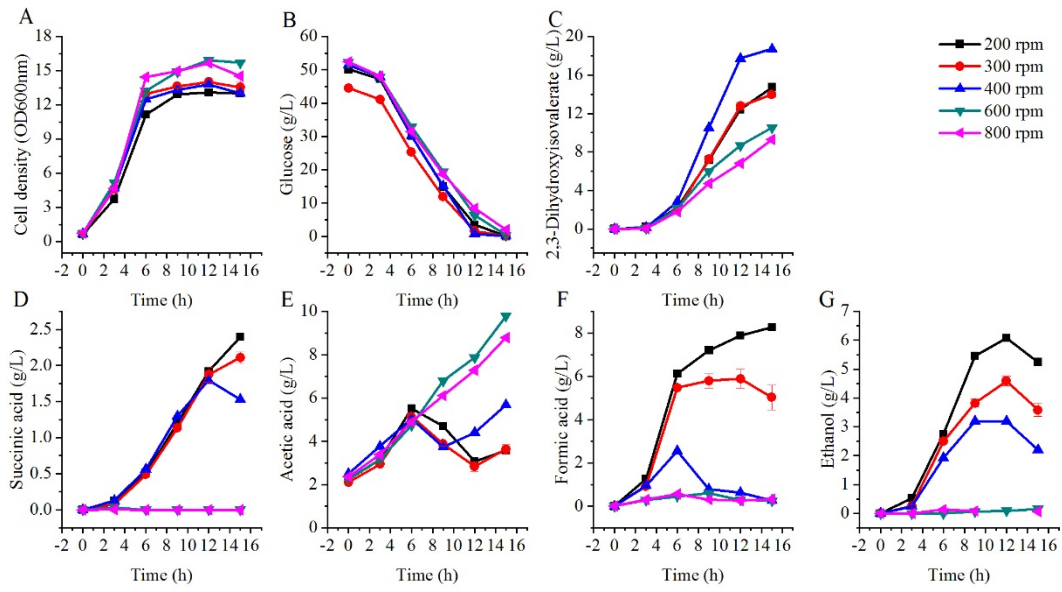 A
Cell density (OD600nm)
18
15
12
9
6
3
0
-2 0 2 4 6 8 10 12 14 16
Time (h)
B
Glucose (g/L)
60
50
40
30
20
10
0
-2 0 2 4 6 8 10 12 14 16
Time (h)
C
2,3-Dihydroxyisovalerate (g/L)
20
16
12
8
4
0
-2 0 2 4 6 8 10 12 14 16
Time (h)
200 rpm
300 rpm
400 rpm
600 rpm
800 rpm
D
Succinic acid (g/L)
2.5
2.0
1.5
1.0
0.5
0.0
-2 0 2 4 6 8 10 12 14 16
Time (h)
E
Acetic acid (g/L)
10
8
6
4
2
0
-2 0 2 4 6 8 10 12 14 16
Time (h)
F
Formic acid (g/L)
8
6
4
2
0
-2 0 2 4 6 8 10 12 14 16
Time (h)
G
Ethanol (g/L)
7
6
5
4
3
2
1
0
-2 0 2 4 6 8 10 12 14 16
Time (h)